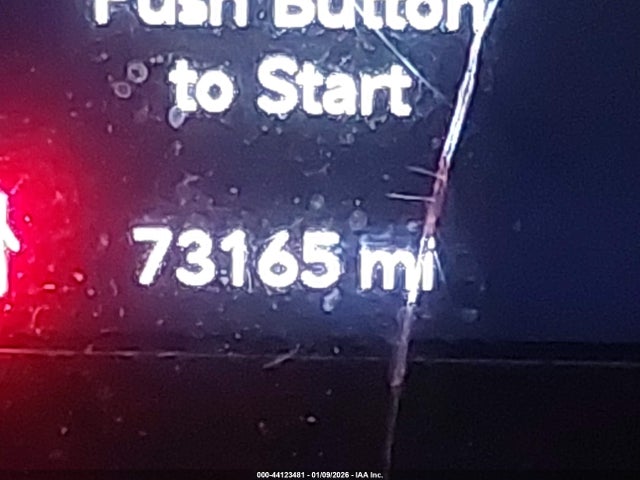 Push Button
to Start
73165 mi
000-44123481 - 01/09/2026 - IAA Inc.